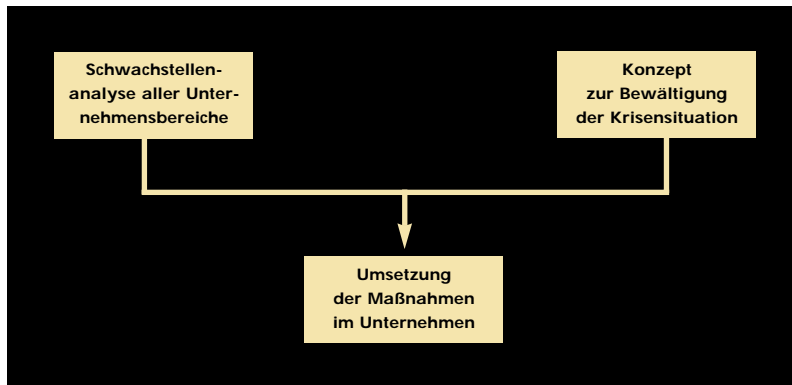 Schwachstellen-
analyse aller Unter-
nehmensbereiche
Konzept
zur Bewältigung
der Krisensituation
Umsetzung
der Maßnahmen
im Unternehmen